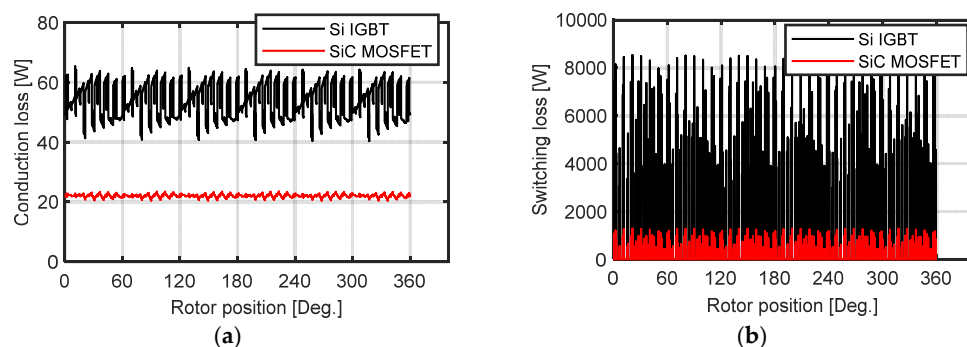 80
60
40
20
0
Conduction loss [W]
Si IGBT
SiC MOSFET
0 60 120 180 240 300 360
Rotor position [Deg.]
(a)
10000
8000
6000
4000
2000
0
Switching loss [W]
Si IGBT
SiC MOSFET
0 60 120 180 240 300 360
Rotor position [Deg.]
(b)